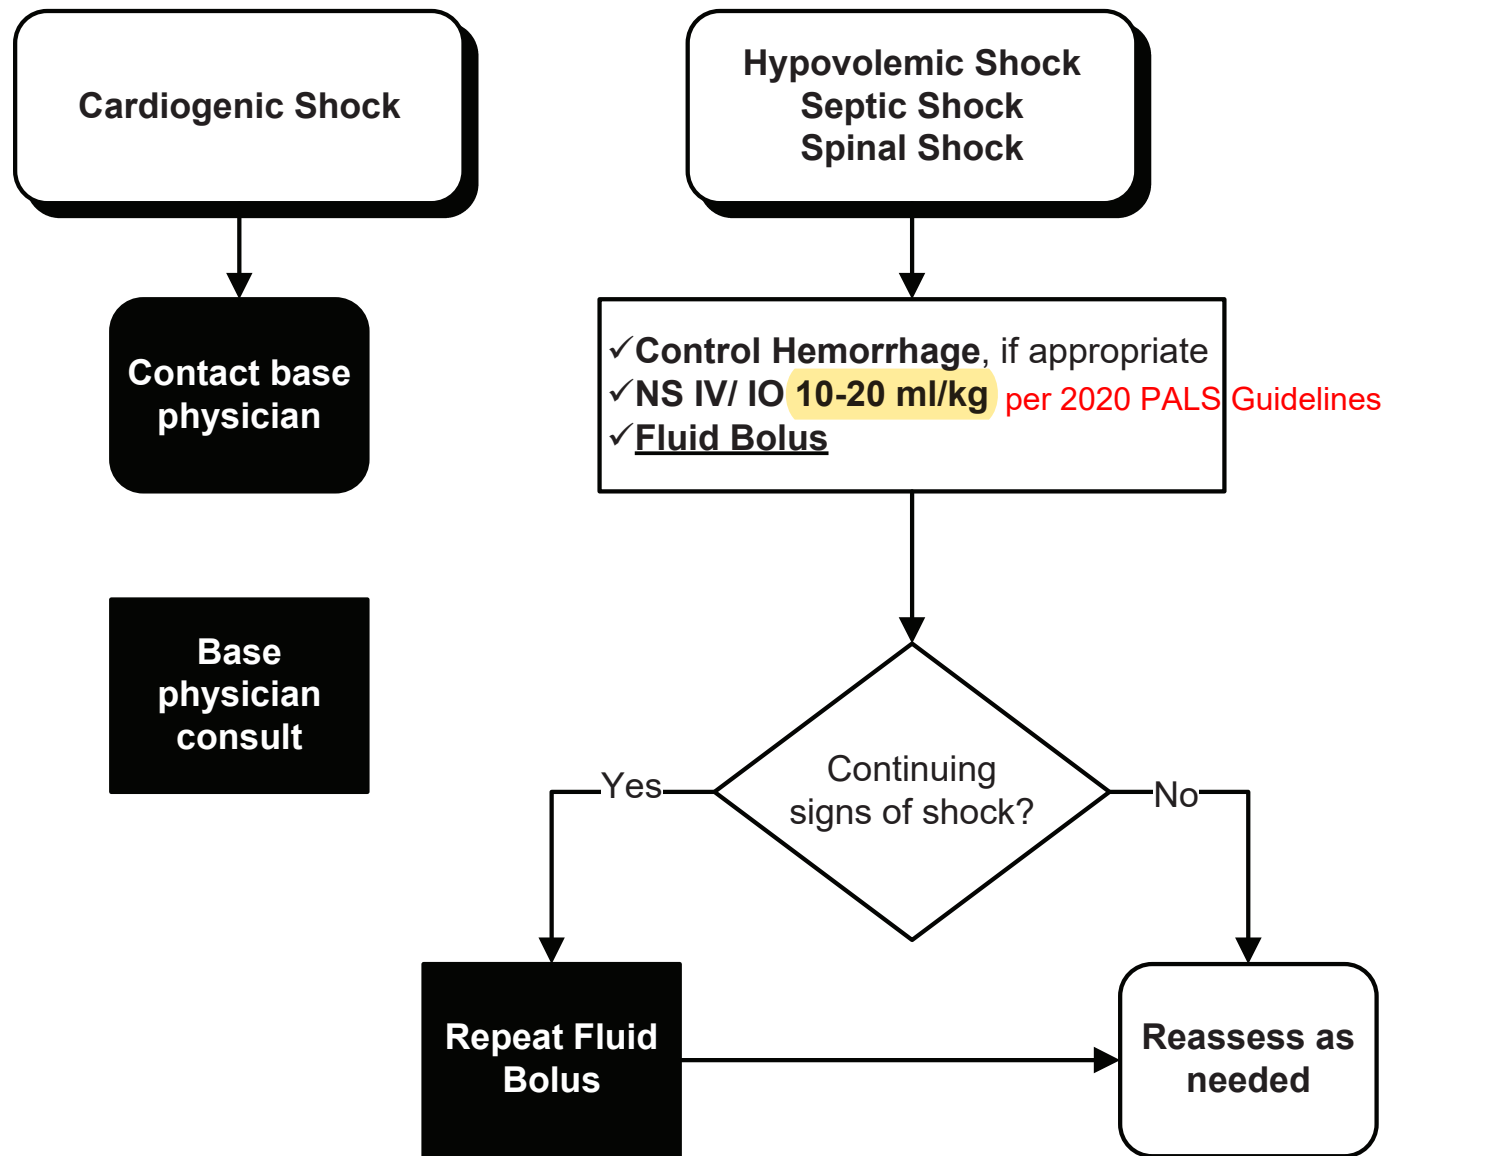 Cardiogenic Shock
Hypovolemic Shock
Septic Shock
Spinal Shock
Contact base
physician
✓Control Hemorrhage, if appropriate
✓NS IV/ IO 10-20 ml/kg per 2020 PALS Guidelines
✓Fluid Bolus
Base
physician
consult
Continuing
signs of shock?
Yes
No
Repeat Fluid
Bolus
Reassess as
needed